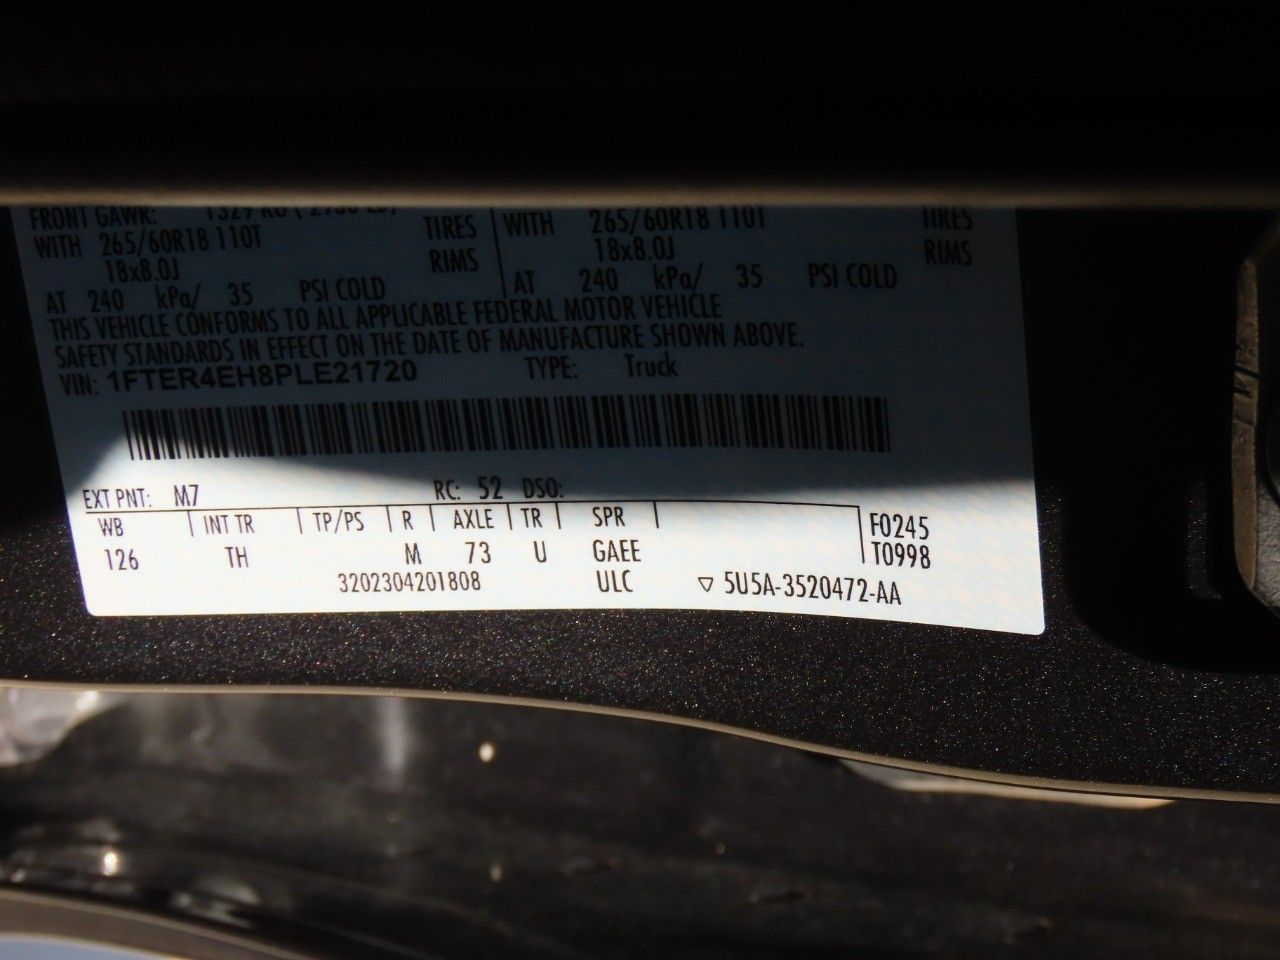 FRONT GAWR: 1329 KG
WITH 265/60R18 110T TIRES WITH 265/60R18 110T TIRES
18x8.0J RIMS 18x8.0J RIMS
AT 240 kPa/ 35 PSI COLD AT 240 kPa/ 35 PSI COLD
THIS VEHICLE CONFORMS TO ALL APPLICABLE FEDERAL MOTOR VEHICLE
SAFETY STANDARDS IN EFFECT ON THE DATE OF MANUFACTURE SHOWN ABOVE.
VIN: 1FTER4EH8PLE21720 TYPE: Truck
EXT PNT: M7 RC: 52 DSO:
WB INT TR TP/PS R AXLE TR SPR F0245
126 TH M 73 U GAEE T0998
3202304201808 ULC ▽ 5U5A-3520472-AA